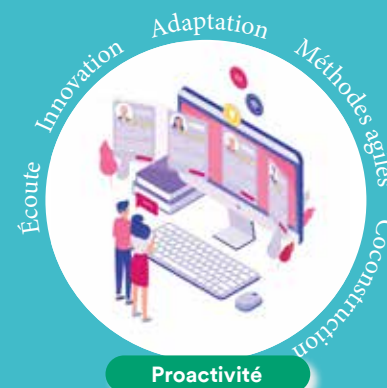 Écoute
Innovation
Adaptation
Méthodes agiles
Coconstruction
Proactivité